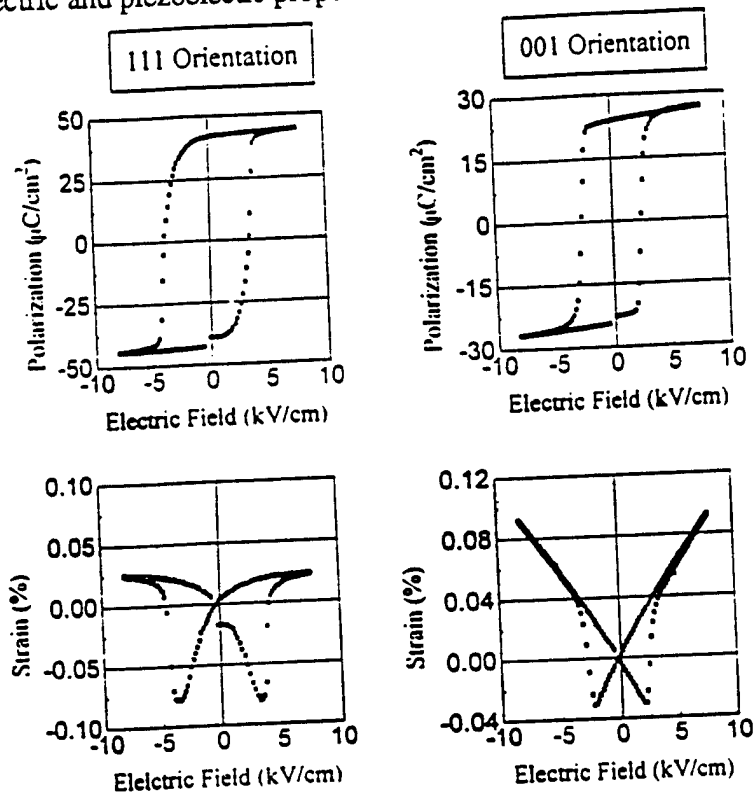 and
111 Orientation
001 Orientation
50
25
0
-25
-50
-10 -5 0 5 10
Polarization (μC/cm²)
Electric Field (kV/cm)
30
15
0
-15
-30
-10 -5 0 5 10
Polarization (μC/cm²)
Electric Field (kV/cm)
0.10
0.05
0.00
-0.05
-0.10
-10 -5 0 5 10
Strain (%)
Elelctric Field (kV/cm)
0.12
0.08
0.04
0.00
-0.04
-10 -5 0 5 10
Strain (%)
Electric Field (kV/cm)